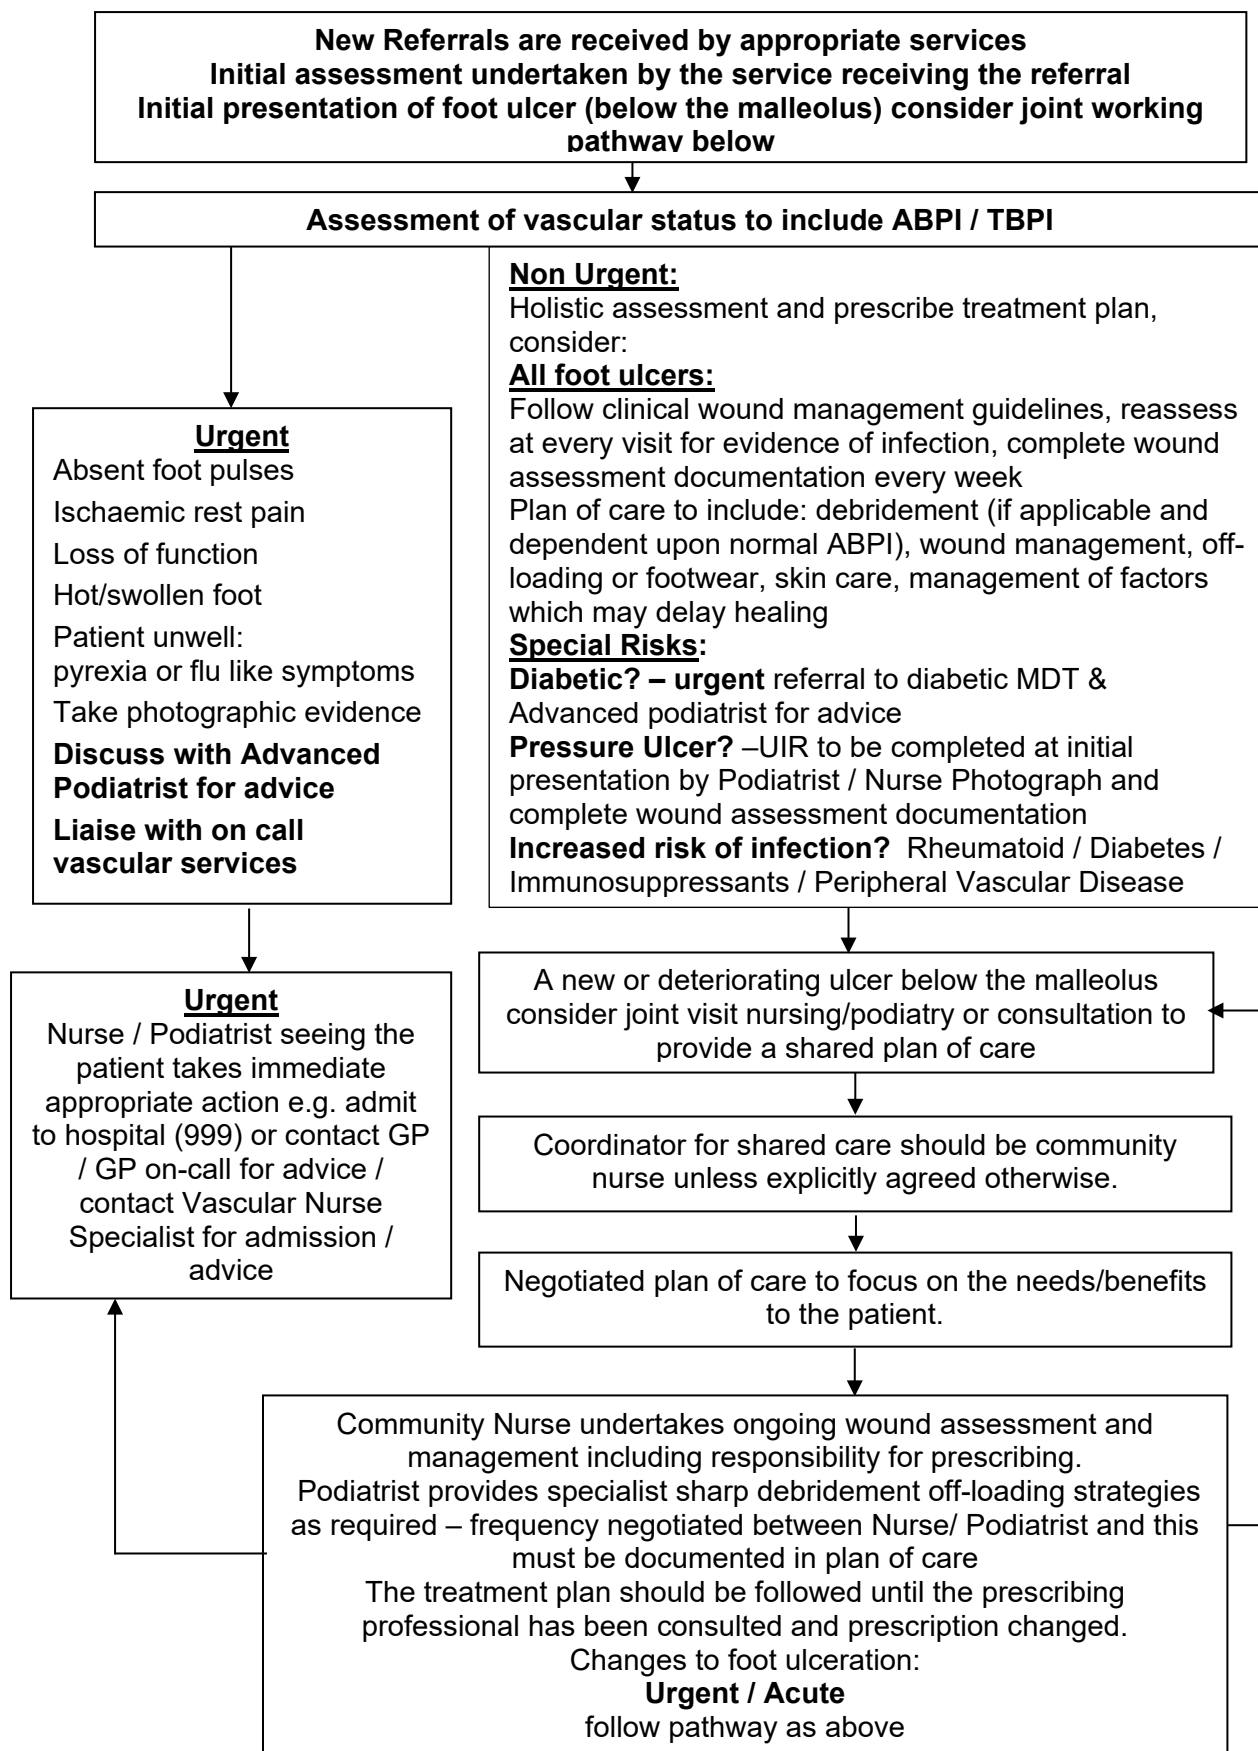 New Referrals are received by appropriate services
Initial assessment undertaken by the service receiving the referral
Initial presentation of foot ulcer (below the malleolus) consider joint working
pathway below
Assessment of vascular status to include ABPI / TBPI
Urgent
Absent foot pulses
Ischaemic rest pain
Loss of function
Hot/swollen foot
Patient unwell:
pyrexia or flu like symptoms
Take photographic evidence
Discuss with Advanced
Podiatrist for advice
Liaise with on call
vascular services
Non Urgent:
Holistic assessment and prescribe treatment plan,
consider:
All foot ulcers:
Follow clinical wound management guidelines, reassess
at every visit for evidence of infection, complete wound
assessment documentation every week
Plan of care to include: debridement (if applicable and
dependent upon normal ABPI), wound management, off-
loading or footwear, skin care, management of factors
which may delay healing
Special Risks:
Diabetic? – urgent referral to diabetic MDT &
Advanced podiatrist for advice
Pressure Ulcer? –UIR to be completed at initial
presentation by Podiatrist / Nurse Photograph and
complete wound assessment documentation
Increased risk of infection? Rheumatoid / Diabetes /
Immunosuppressants / Peripheral Vascular Disease
Urgent
Nurse / Podiatrist seeing the
patient takes immediate
appropriate action e.g. admit
to hospital (999) or contact GP
/ GP on-call for advice /
contact Vascular Nurse
Specialist for admission /
advice
A new or deteriorating ulcer below the malleolus
consider joint visit nursing/podiatry or consultation to
provide a shared plan of care
Coordinator for shared care should be community
nurse unless explicitly agreed otherwise.
Negotiated plan of care to focus on the needs/benefits
to the patient.
Community Nurse undertakes ongoing wound assessment and
management including responsibility for prescribing.
Podiatrist provides specialist sharp debridement off-loading strategies
as required – frequency negotiated between Nurse/ Podiatrist and this
must be documented in plan of care
The treatment plan should be followed until the prescribing
professional has been consulted and prescription changed.
Changes to foot ulceration:
Urgent / Acute
follow pathway as above